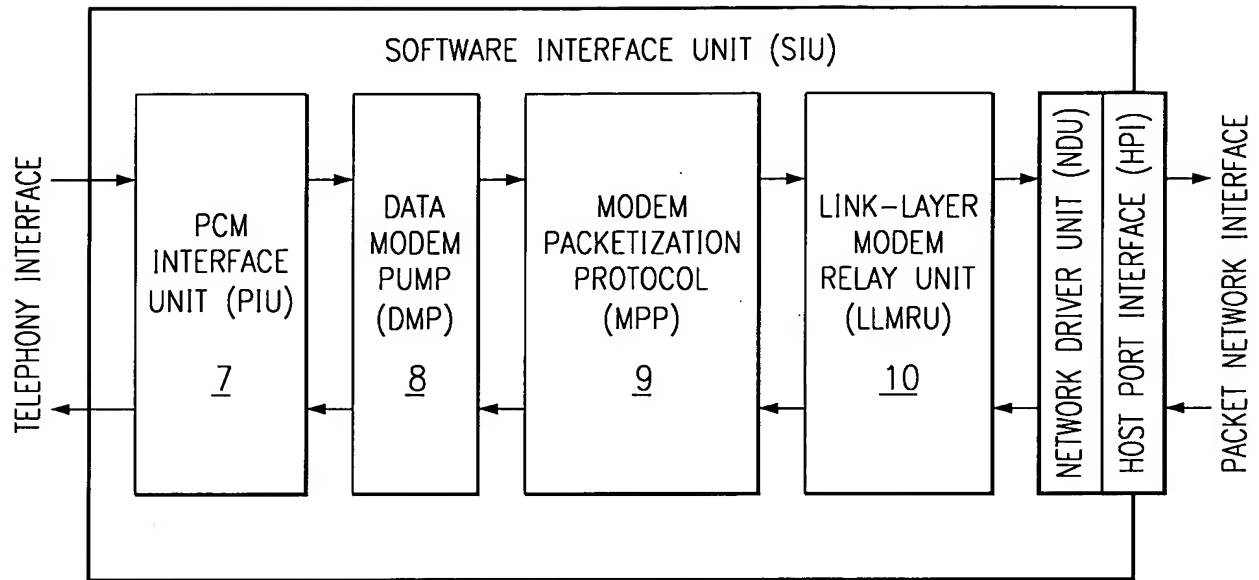 SOFTWARE INTERFACE UNIT (SIU)
TELEPHONY INTERFACE
PCM
INTERFACE
UNIT (PIU)
7
DATA
MODEM
PUMP
(DMP)
8
MODEM
PACKETIZATION
PROTOCOL
(MPP)
9
LINK-LAYER
MODEM
RELAY UNIT
(LLMRU)
10
NETWORK DRIVER UNIT (NDU)
HOST PORT INTERFACE (HPI)
PACKET NETWORK INTERFACE